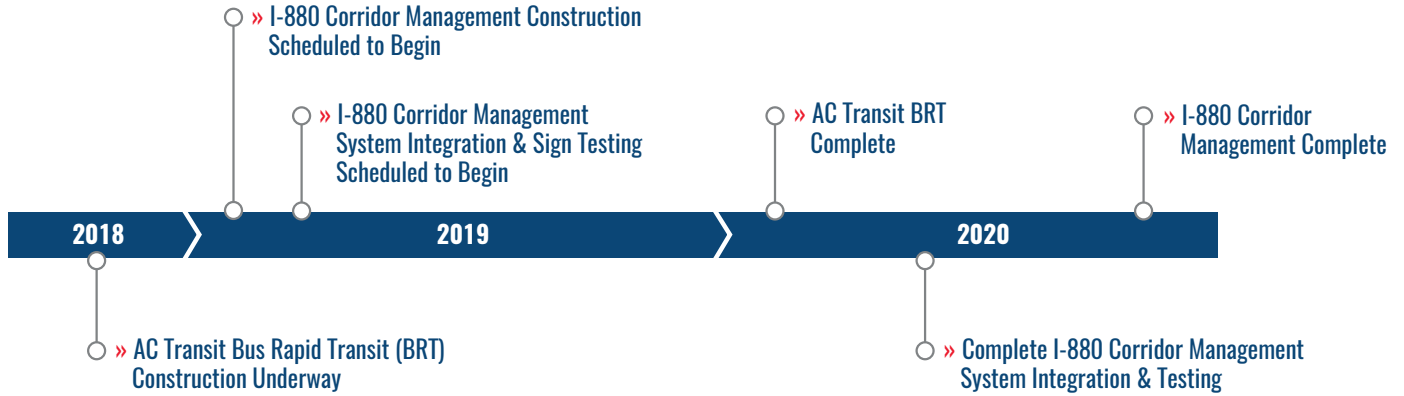 » I-880 Corridor Management Construction
Scheduled to Begin
» I-880 Corridor Management
System Integration & Sign Testing
Scheduled to Begin
» AC Transit BRT
Complete
» I-880 Corridor
Management Complete
2018
2019
2020
» AC Transit Bus Rapid Transit (BRT)
Construction Underway
» Complete I-880 Corridor Management
System Integration & Testing